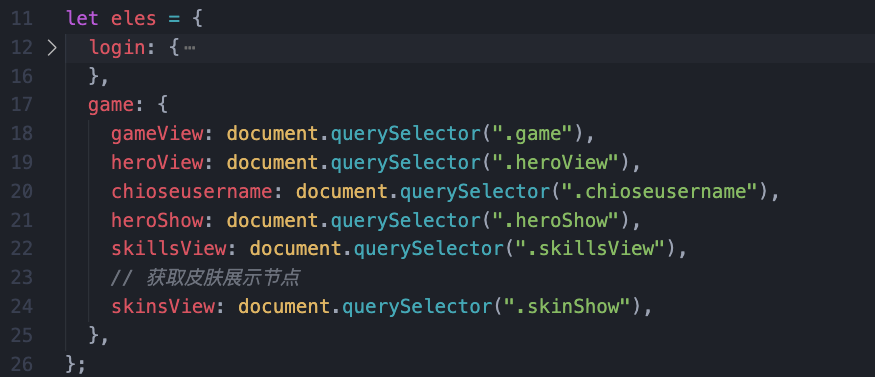 11 let eles = {
12 > login: { ⋯
16 },
17 game: {
18 gameView: document.querySelector(".game"),
19 heroView: document.querySelector(".heroView"),
20 chioseusername: document.querySelector(".chioseusername"),
21 heroShow: document.querySelector(".heroShow"),
22 skillsView: document.querySelector(".skillsView"),
23 // 获取皮肤展示节点
24 skinsView: document.querySelector(".skinShow"),
25 },
26 };